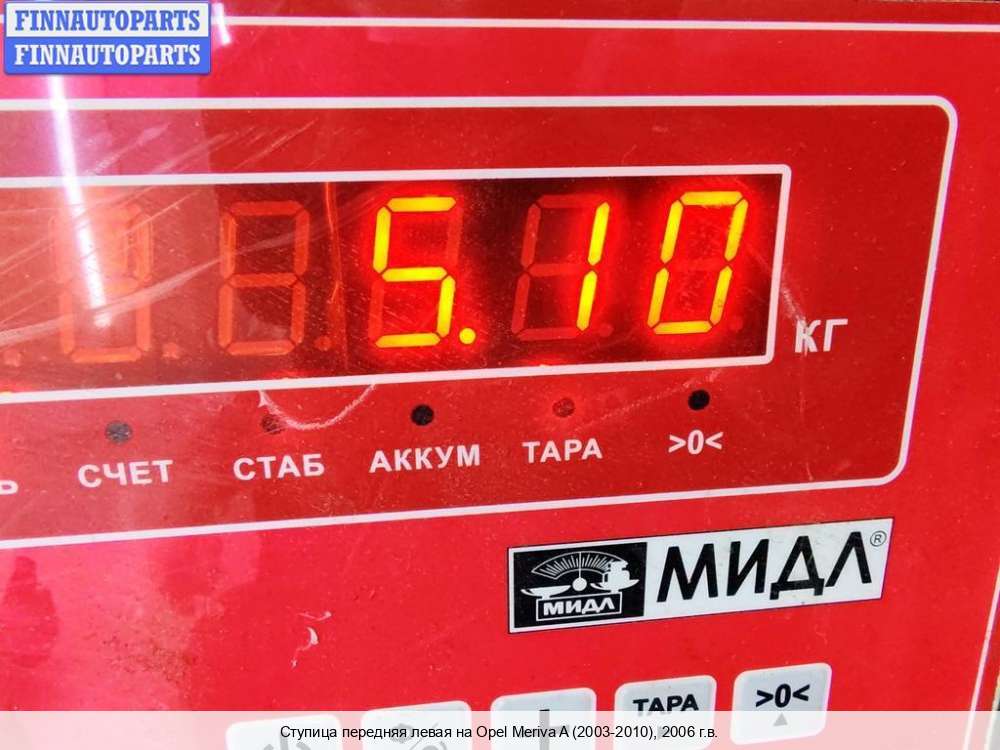 FINNAUTOPARTS
FINNAUTOPARTS
5.10
КГ
СЧЕТ СТАБ АККУМ ТАРА >0<
МИДЛ МИДЛ®
ТАРА >0<
Ступица передняя левая на Opel Meriva A (2003-2010), 2006 г.в.